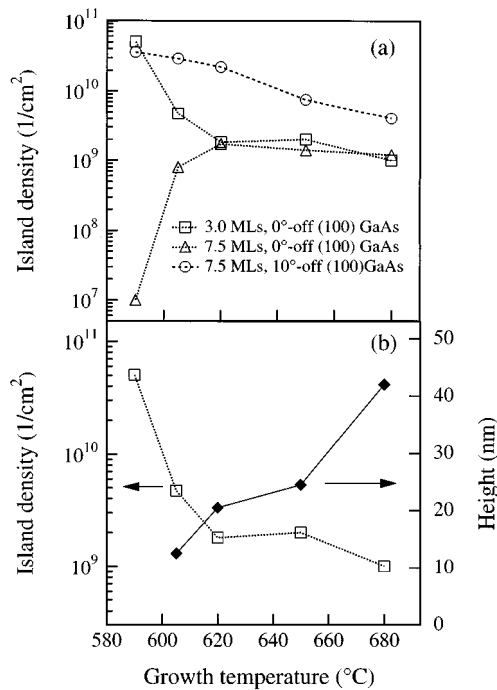 10^11
10^10
10^9
10^8
10^7
Island density (1/cm^2)
(a)
3.0 MLs, 0°-off (100) GaAs
7.5 MLs, 0°-off (100) GaAs
7.5 MLs, 10°-off (100)GaAs
10^11
10^10
10^9
Island density (1/cm^2)
(b)
50
40
30
20
10
0
Height (nm)
580 600 620 640 660 680
Growth temperature (°C)